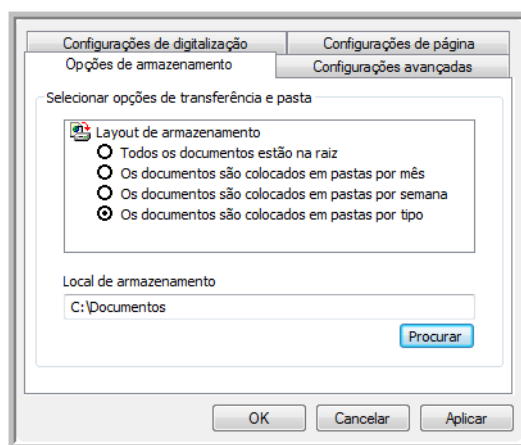 Configurações de digitalização
Configurações de página
Opções de armazenamento
Configurações avançadas
Selecionar opções de transferência e pasta
Layout de armazenamento
Todos os documentos estão na raiz
Os documentos são colocados em pastas por mês
Os documentos são colocados em pastas por semana
Os documentos são colocados em pastas por tipo
Local de armazenamento
C:\Documentos
Procurar
OK
Cancelar
Aplicar